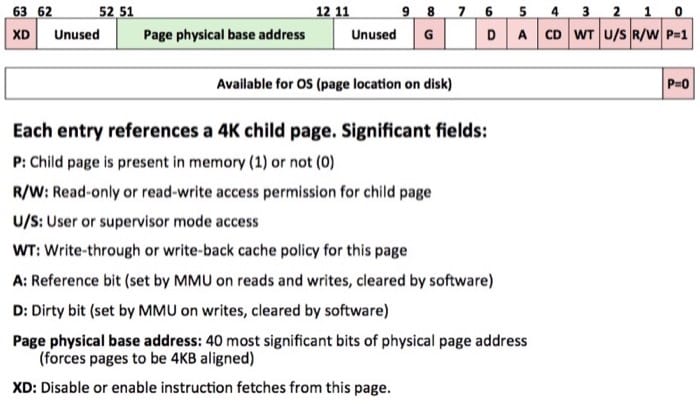 63 62 52 51 12 11 9 8 7 6 5 4 3 2 1 0
XD Unused Page physical base address Unused G D A CD WT U/S R/W P=1
Available for OS (page location on disk) P=0
Each entry references a 4K child page. Significant fields:
P: Child page is present in memory (1) or not (0)
R/W: Read-only or read-write access permission for child page
U/S: User or supervisor mode access
WT: Write-through or write-back cache policy for this page
A: Reference bit (set by MMU on reads and writes, cleared by software)
D: Dirty bit (set by MMU on writes, cleared by software)
Page physical base address: 40 most significant bits of physical page address
(forces pages to be 4KB aligned)
XD: Disable or enable instruction fetches from this page.